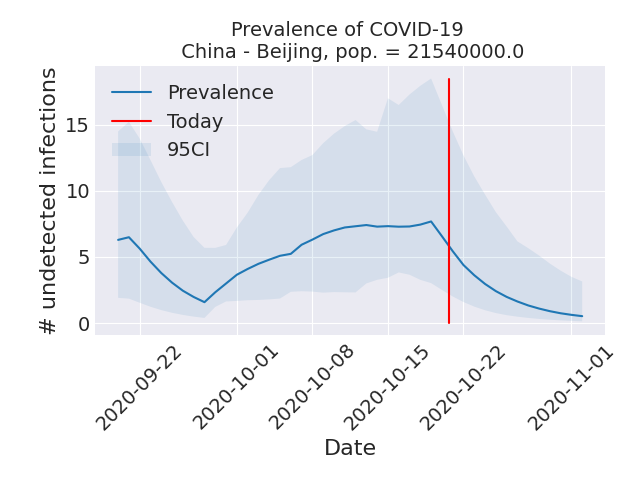 Prevalence of COVID-19
China - Beijing, pop. = 21540000.0
Prevalence
Today
95CI
# undetected infections
15
10
5
0
2020-09-22
2020-10-01
2020-10-08
2020-10-15
2020-10-22
2020-11-01
Date